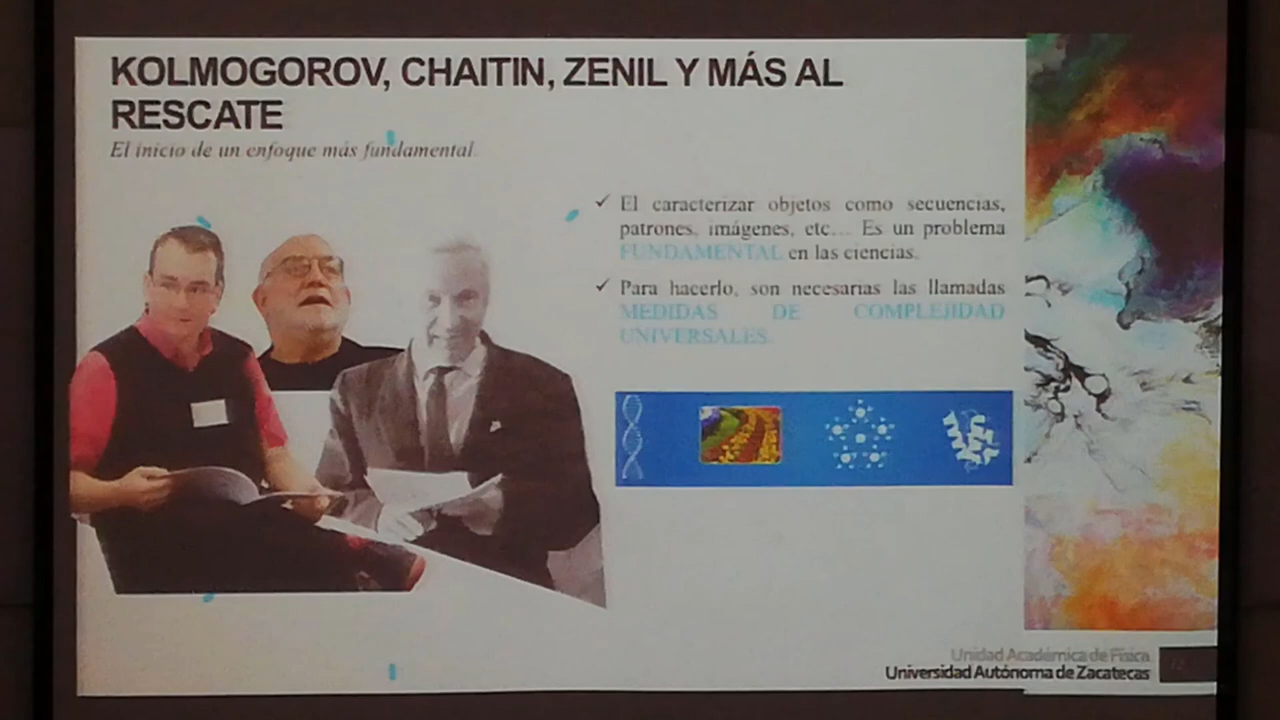 KOLMOGOROV, CHAITIN, ZENIL Y MÁS AL
RESCATE
El inicio de un enfoque más fundamental.
✓ El caracterizar objetos como secuencias,
patrones, imágenes, etc... Es un problema
FUNDAMENTAL en las ciencias.
✓ Para hacerlo, son necesarias las llamadas
MEDIDAS DE COMPLEJIDAD
UNIVERSALES.
Unidad Académica de Física
Universidad Autónoma de Zacatecas